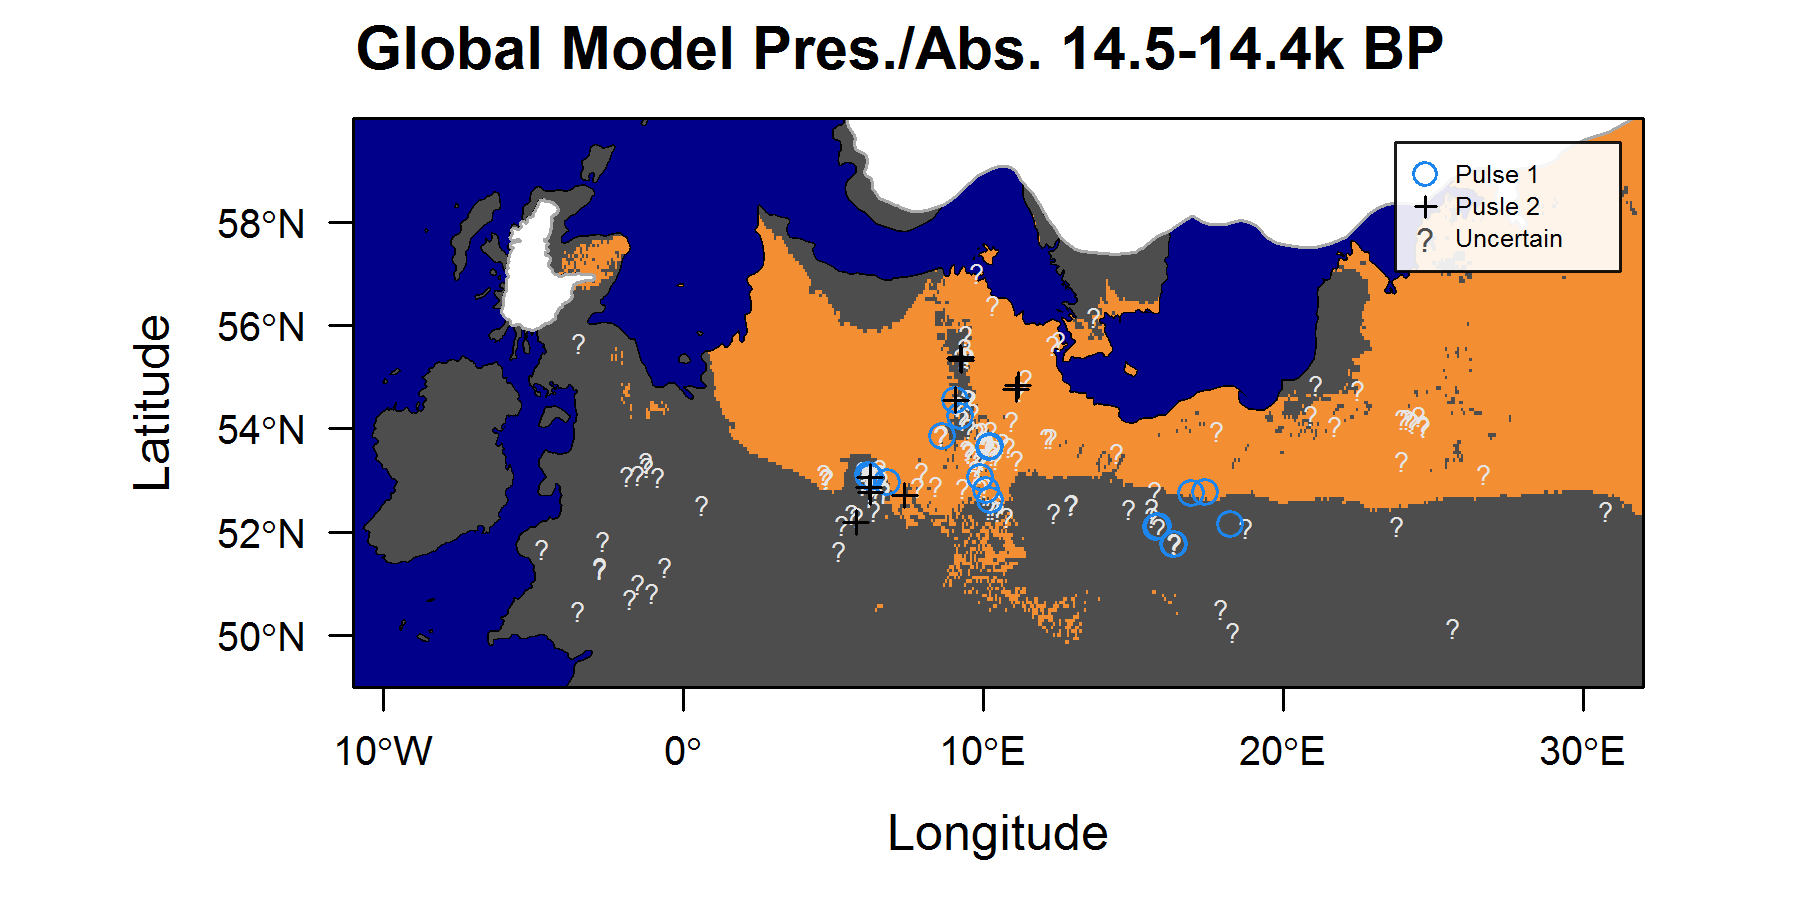 Global Model Pres./Abs. 14.5-14.4k BP
Pulse 1
Pusle 2
? Uncertain
58°N
56°N
54°N
52°N
50°N
Latitude
10°W 0° 10°E 20°E 30°E
Longitude